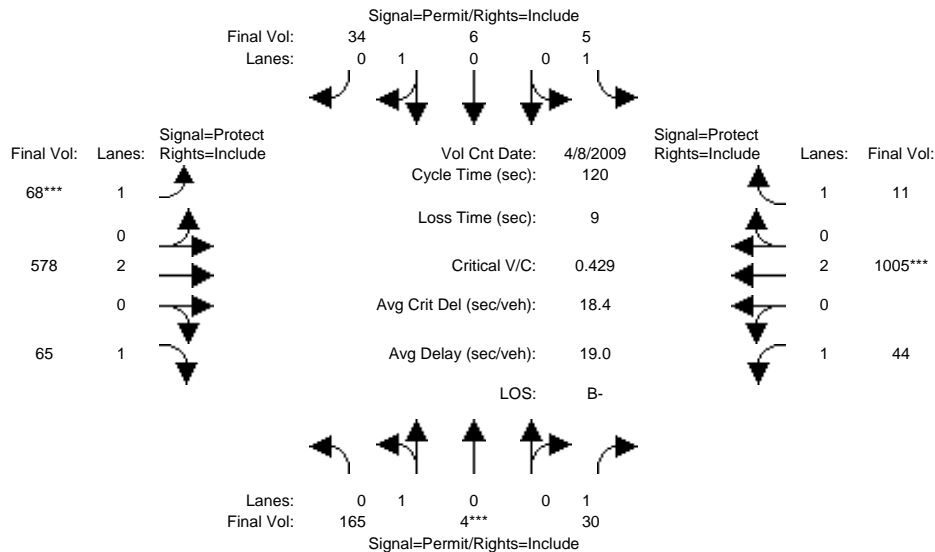 Signal=Permit/Rights=Include
Final Vol: 34 6 5
Lanes: 0 1 0 0 1
Signal=Protect Signal=Protect
Final Vol: Lanes: Rights=Include Vol Cnt Date: 4/8/2009 Rights=Include Lanes: Final Vol:
Cycle Time (sec): 120
68*** 1 1 11
Loss Time (sec): 9
0 0
578 2 Critical V/C: 0.429 2 1005***
0 Avg Crit Del (sec/veh): 18.4 0
65 1 Avg Delay (sec/veh): 19.0 1 44
LOS: B-
Lanes: 0 1 0 0 1
Final Vol: 165 4*** 30
Signal=Permit/Rights=Include